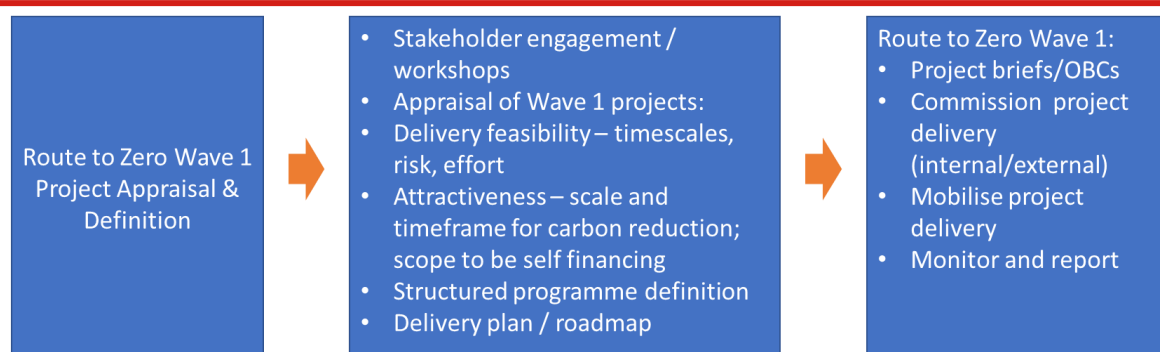 Route to Zero Wave 1
Project Appraisal &
Definition
• Stakeholder engagement /
workshops
• Appraisal of Wave 1 projects:
• Delivery feasibility – timescales,
risk, effort
• Attractiveness – scale and
timeframe for carbon reduction;
scope to be self financing
• Structured programme definition
• Delivery plan / roadmap
Route to Zero Wave 1:
• Project briefs/OBCs
• Commission project
delivery
(internal/external)
• Mobilise project
delivery
• Monitor and report